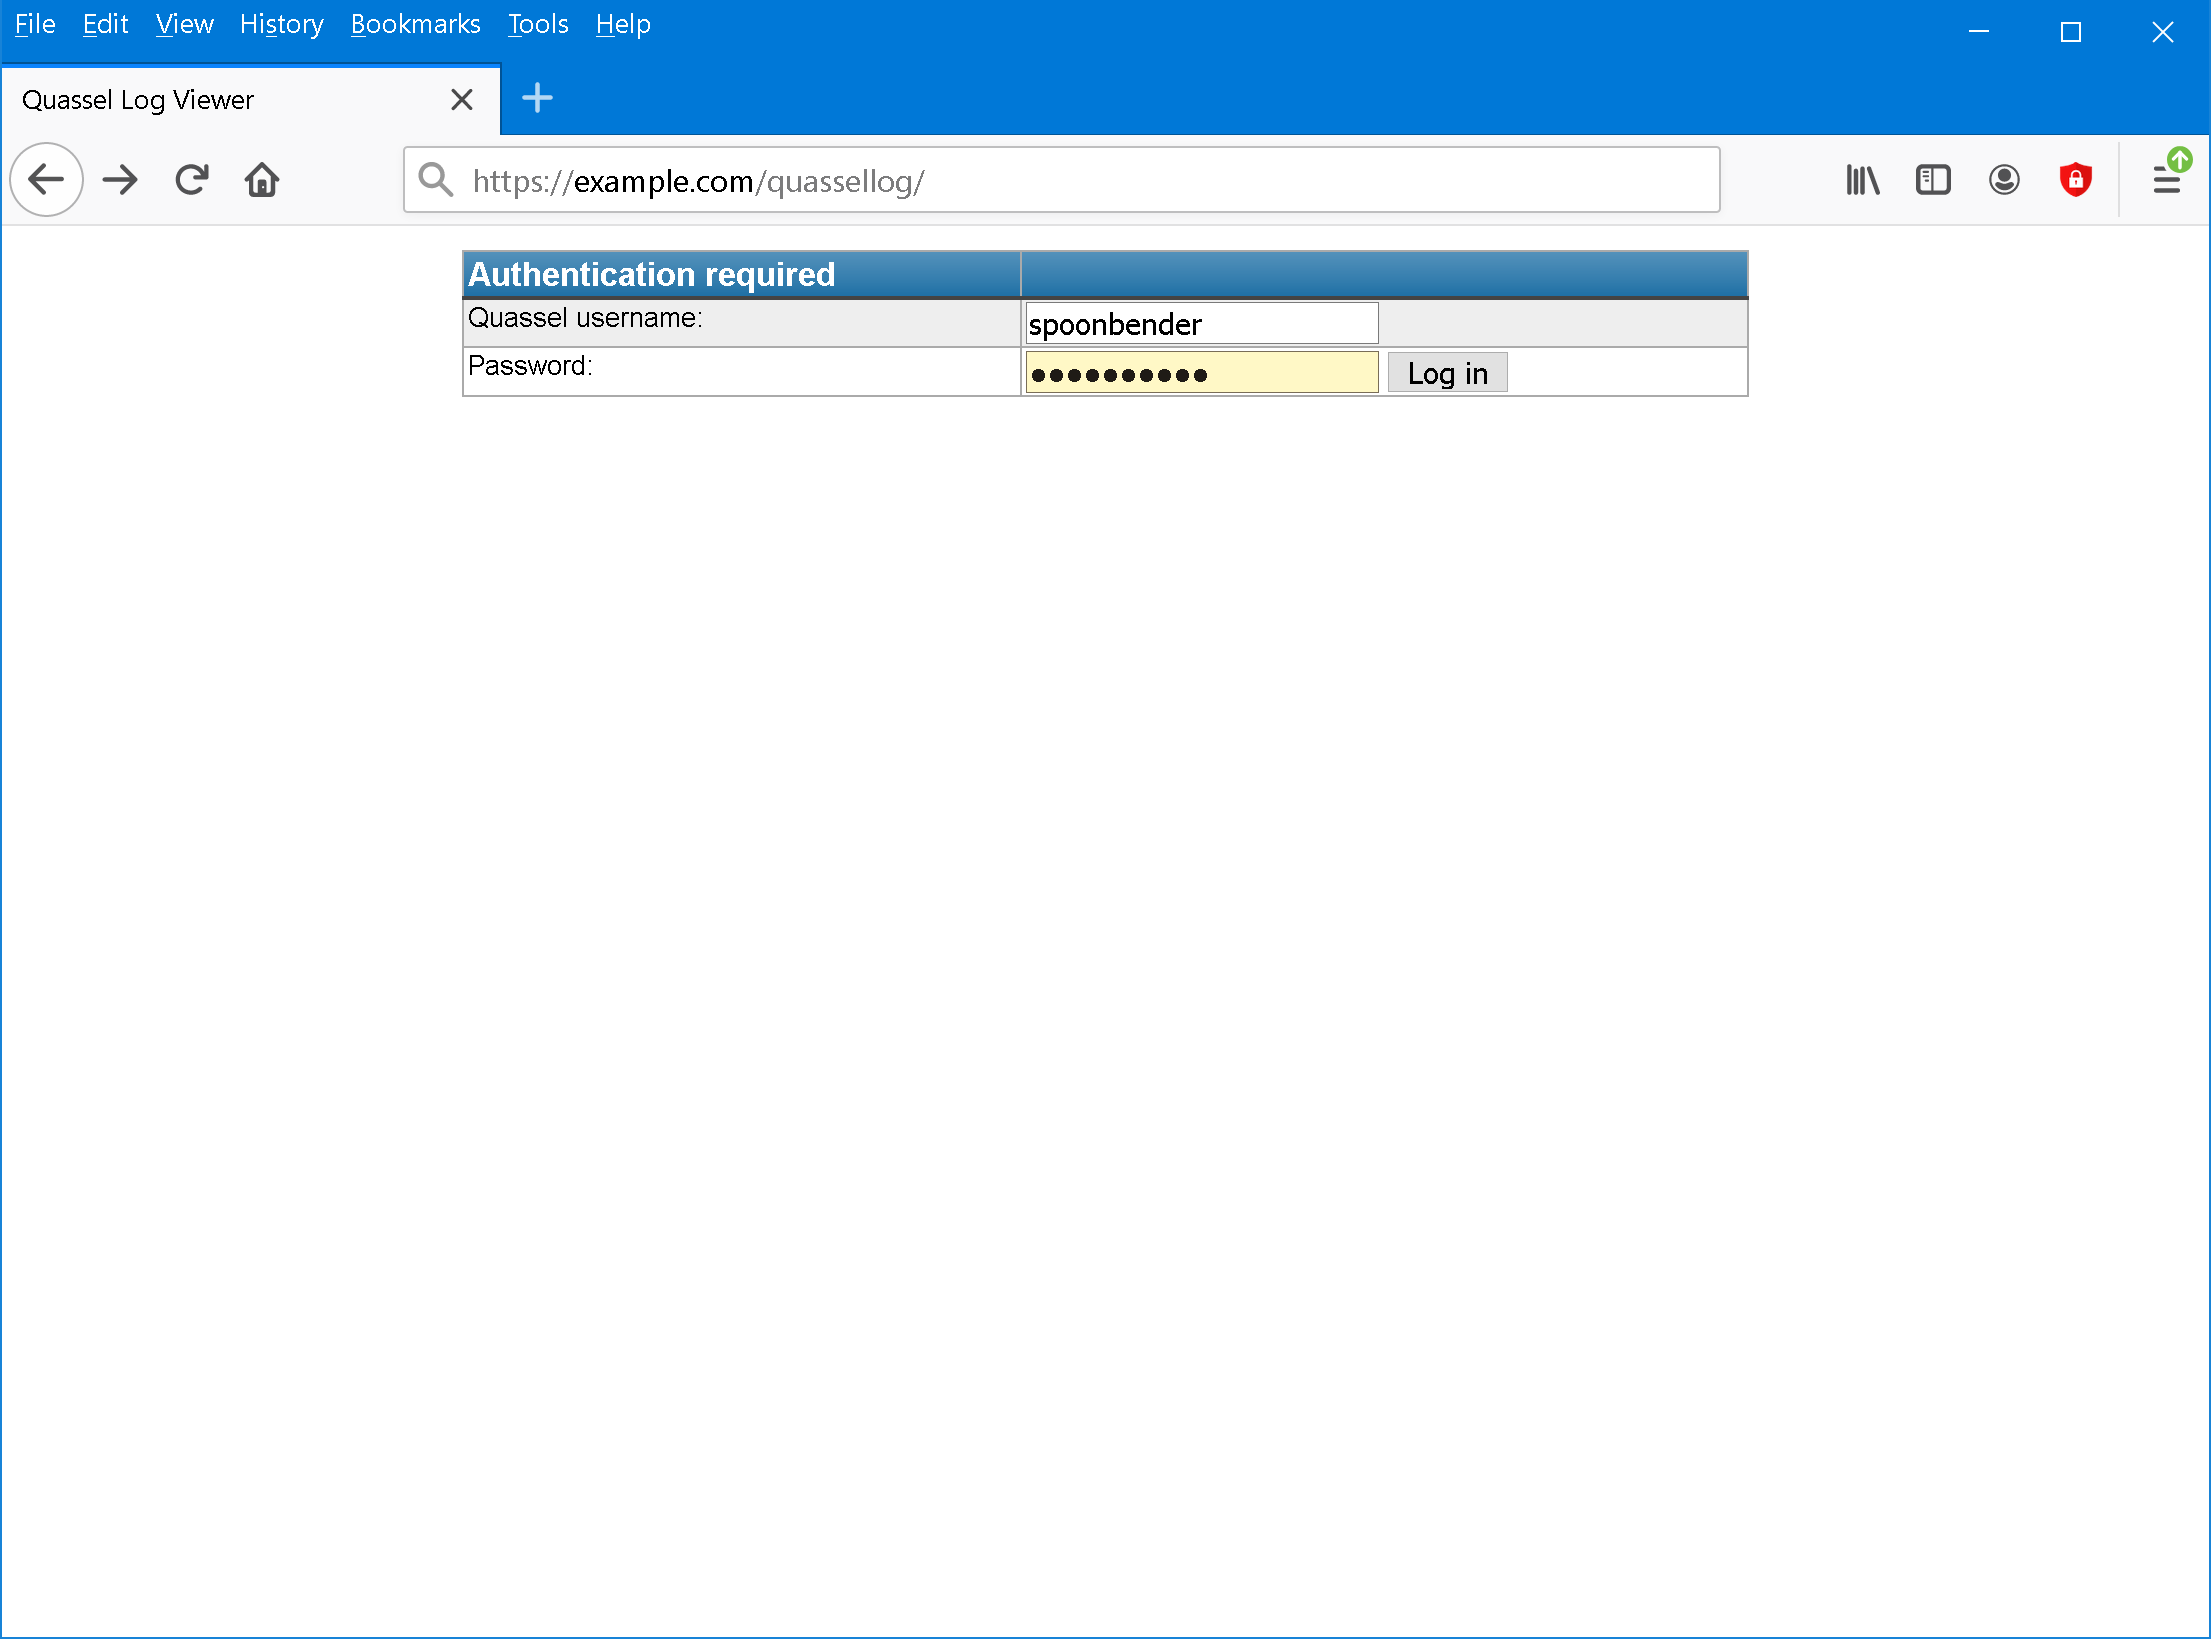 File Edit View History Bookmarks Tools Help
Quassel Log Viewer
https://example.com/quassellog/
Authentication required
Quassel username: spoonbender
Password: ●●●●●●●●●● Log in